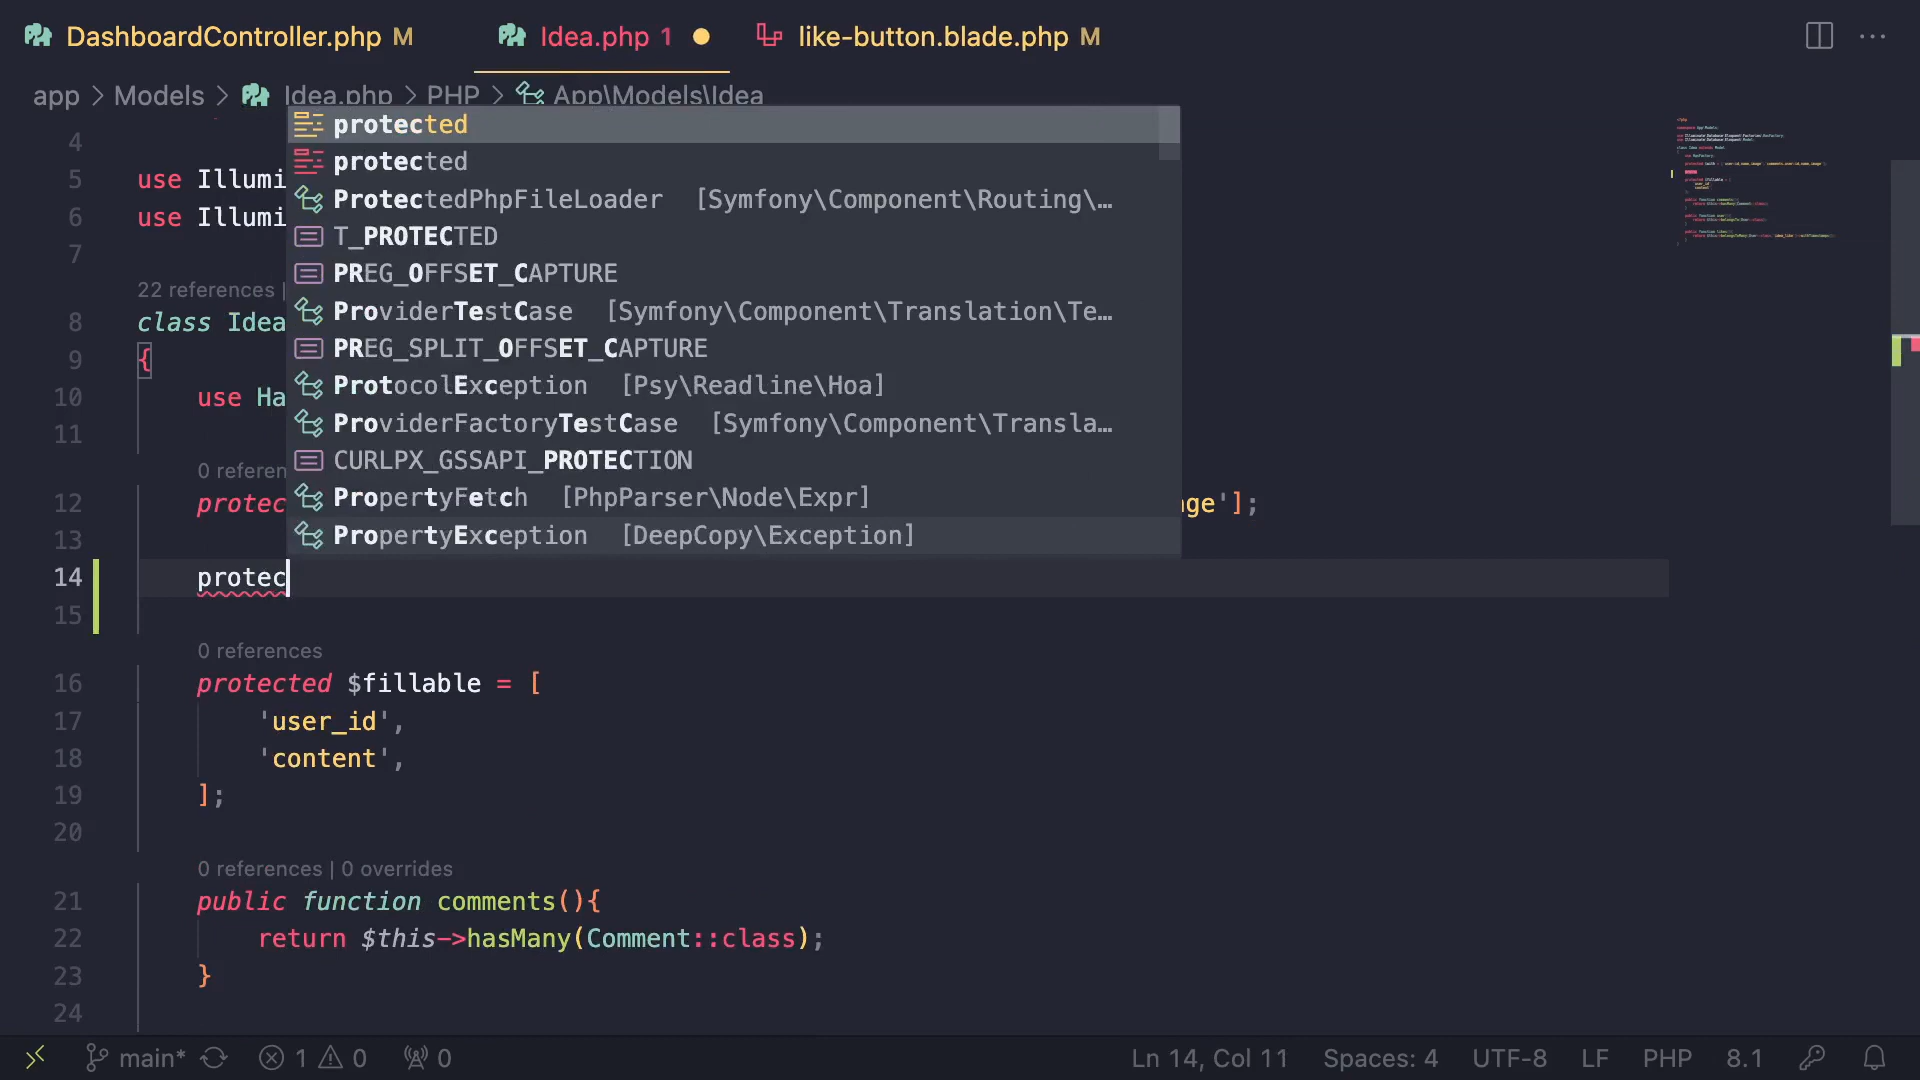 DashboardController.php M Idea.php 1 like-button.blade.php M
app > Models > Idea.php > PHP > App\Models\Idea
4
5 use Illumi
6 use Illumi
7
22 references |
8 class Idea
9 {
10 use Ha
11
0 referen
12 protec ge'];
13
14 protec
15
protected
protected
ProtectedPhpFileLoader [Symfony\Component\Routing\…
T_PROTECTED
PREG_OFFSET_CAPTURE
ProviderTestCase [Symfony\Component\Translation\Te…
PREG_SPLIT_OFFSET_CAPTURE
ProtocolException [Psy\Readline\Hoa]
ProviderFactoryTestCase [Symfony\Component\Transla…
CURLPX_GSSAPI_PROTECTION
PropertyFetch [PhpParser\Node\Expr]
PropertyException [DeepCopy\Exception]
0 references
16 protected $fillable = [
17 'user_id',
18 'content',
19 ];
20
0 references | 0 overrides
21 public function comments(){
22 return $this->hasMany(Comment::class);
23 }
24
main* 1 0 0 Ln 14, Col 11 Spaces: 4 UTF-8 LF PHP 8.1